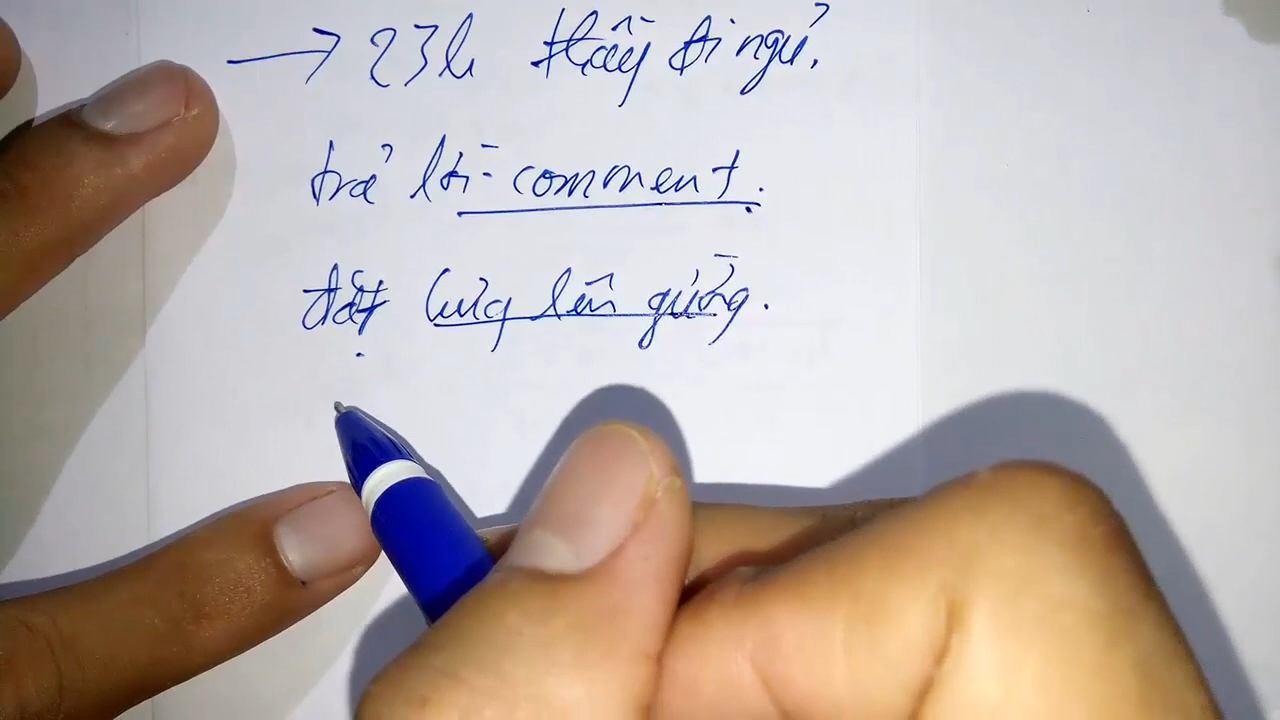 → 23h thầy đi ngủ.
trả lời comment.
đặt lưng lên giường.